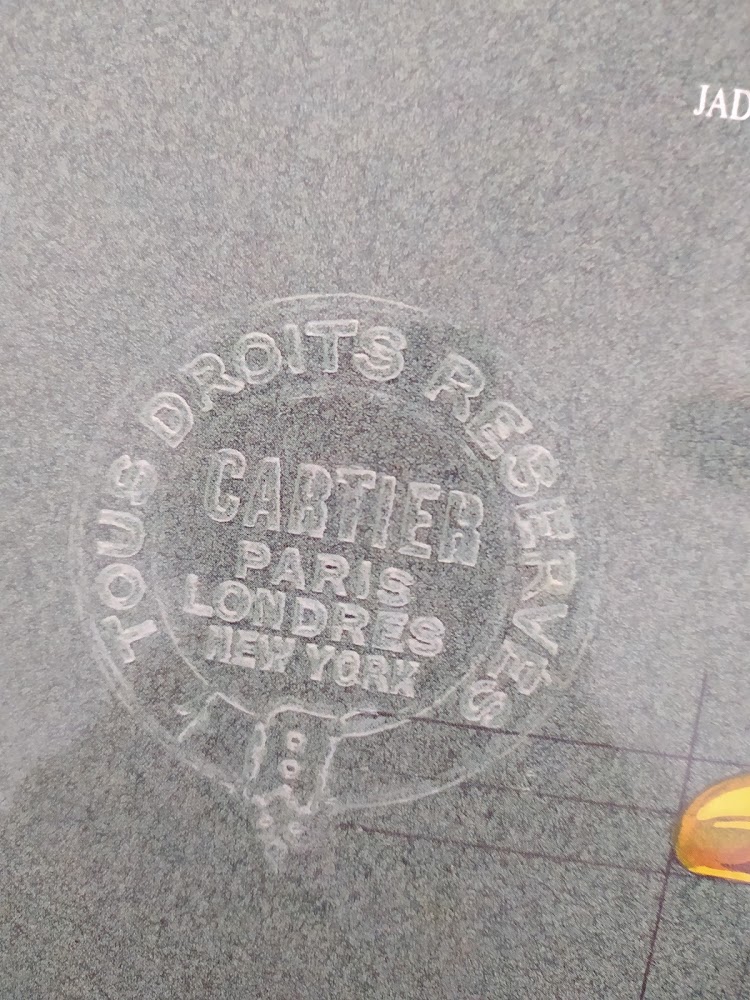 JAD
TOUS DROITS RESERVÉS
CARTIER
PARIS
LONDRES
NEW YORK